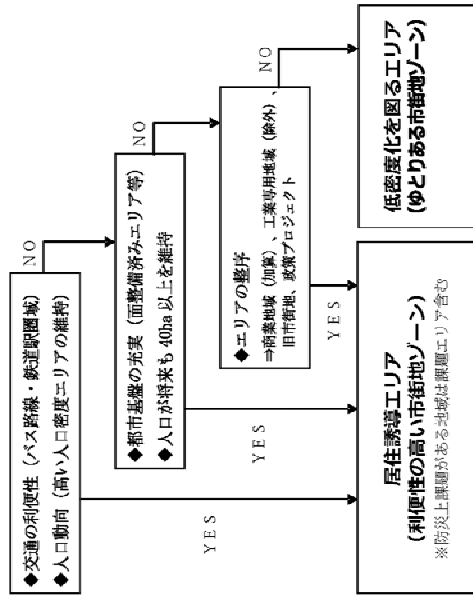 ◆交通の利便性（バス路線・鉄道駅圏域）
◆人口動向（高い人口密度エリアの維持）
NO
YES
◆都市基盤の充実（面整備済みエリア等）
◆人口が将来も 40ha 以上を維持
NO
YES
◆エリアの整序
⇒商業地域（加算）、工業専用地域（除外）、
旧市街地、政策プロジェクト
NO
YES
居住誘導エリア
（利便性の高い市街地ゾーン）
※防災上課題がある地域は課題エリア含む
低密度化を図るエリア
（ゆとりある市街地ゾーン）